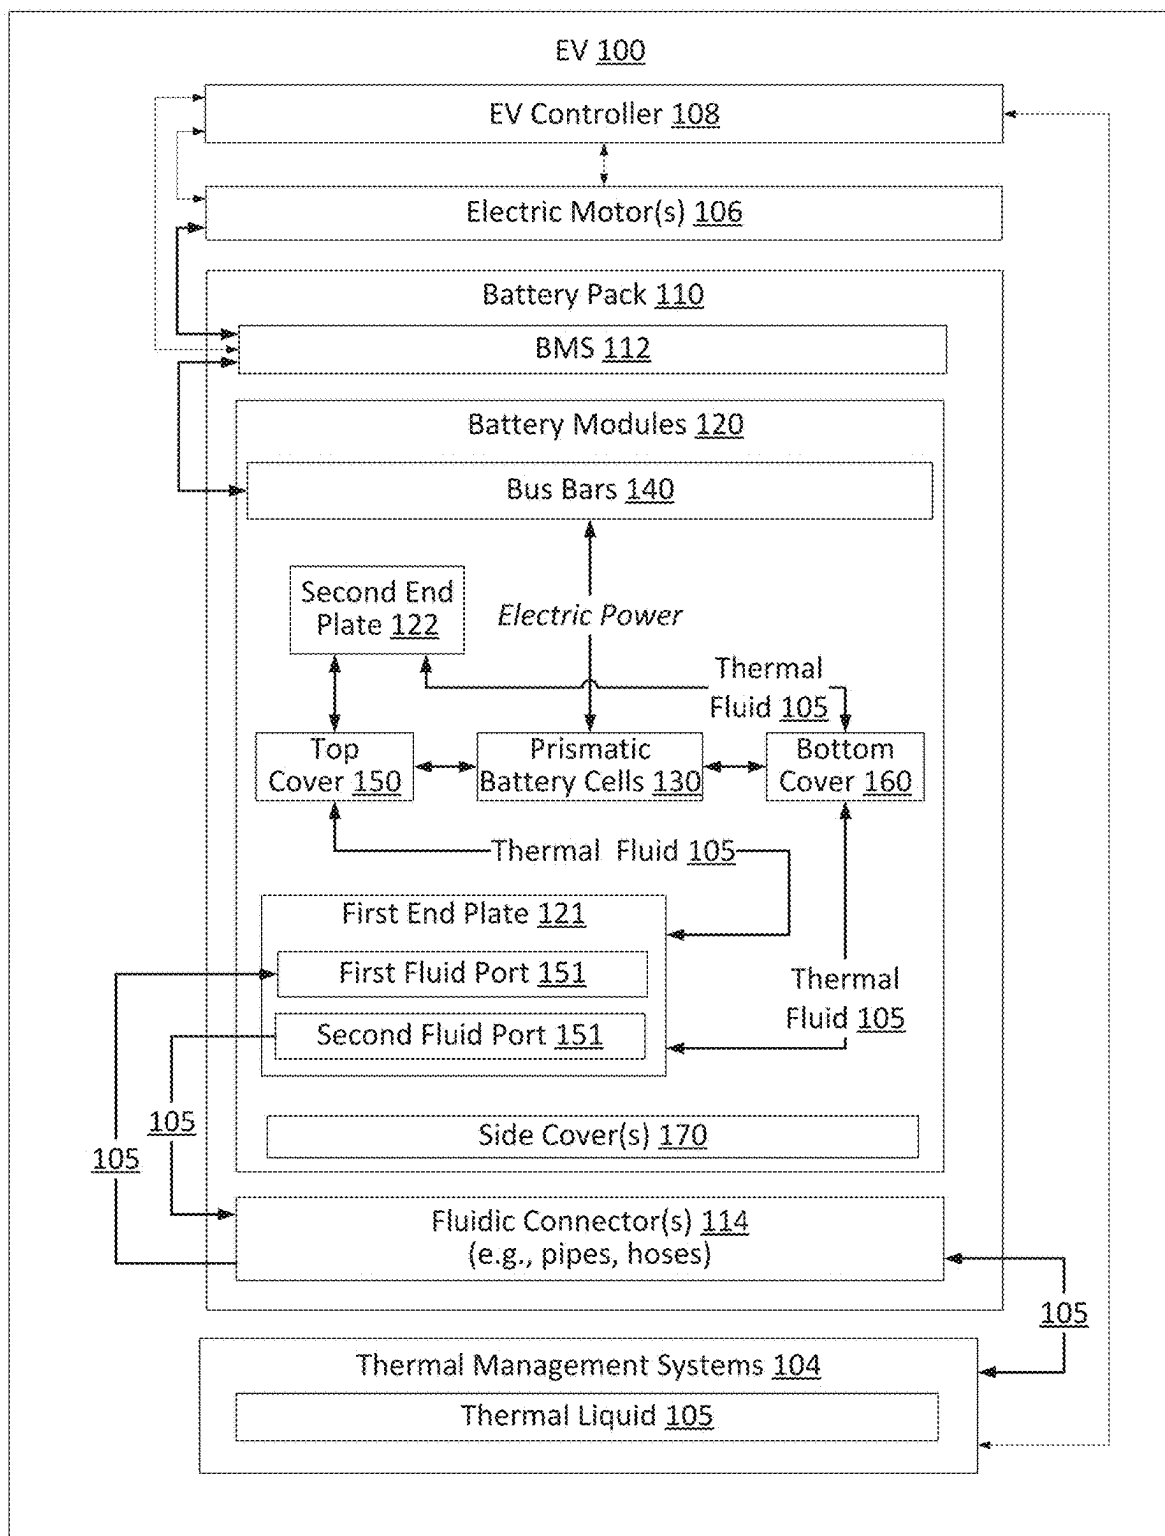 EV 100
EV Controller 108
Electric Motor(s) 106
Battery Pack 110
BMS 112
Battery Modules 120
Bus Bars 140
Second End
Plate 122
Electric Power
Thermal
Fluid 105
Top
Cover 150
Prismatic
Battery Cells 130
Bottom
Cover 160
Thermal Fluid 105
First End Plate 121
First Fluid Port 151
Thermal
Fluid 105
Second Fluid Port 151
105
105
Side Cover(s) 170
Fluidic Connector(s) 114
(e.g., pipes, hoses)
105
Thermal Management Systems 104
Thermal Liquid 105